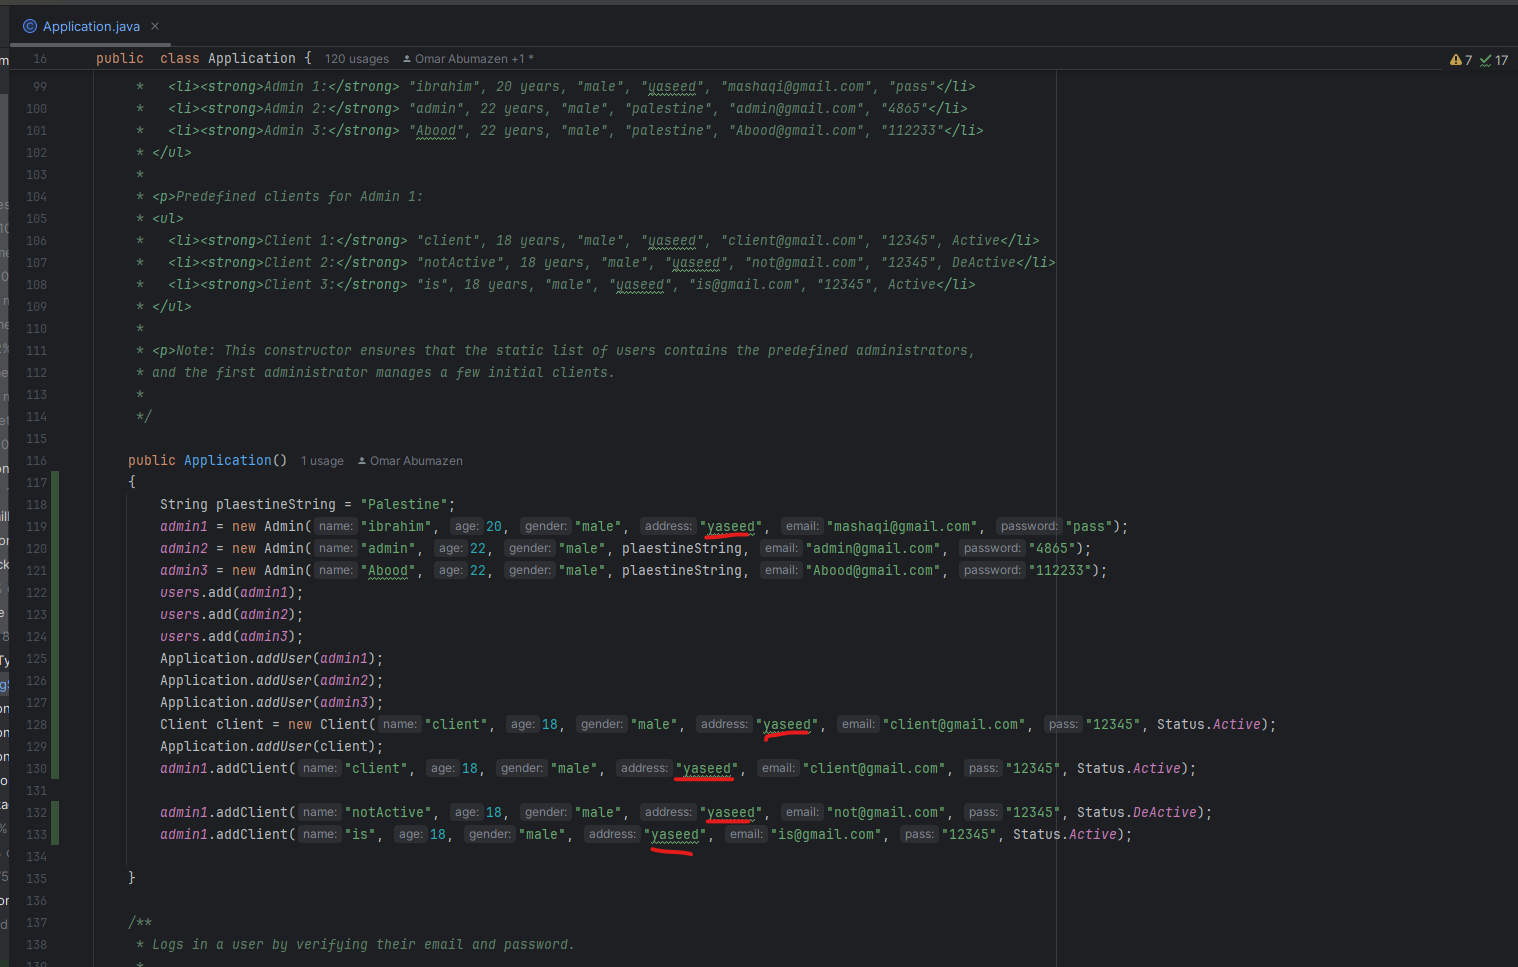 Application.java
16 public class Application { 120 usages Omar Abumazen +1 * 7 17
99 *   <li><strong>Admin 1:</strong> "ibrahim", 20 years, "male", "yaseed", "mashaqi@gmail.com", "pass"</li>
100 *   <li><strong>Admin 2:</strong> "admin", 22 years, "male", "palestine", "admin@gmail.com", "4865"</li>
101 *   <li><strong>Admin 3:</strong> "Abood", 22 years, "male", "palestine", "Abood@gmail.com", "112233"</li>
102 * </ul>
103 *
104 * <p>Predefined clients for Admin 1:
105 * <ul>
106 *   <li><strong>Client 1:</strong> "client", 18 years, "male", "yaseed", "client@gmail.com", "12345", Active</li>
107 *   <li><strong>Client 2:</strong> "notActive", 18 years, "male", "yaseed", "not@gmail.com", "12345", DeActive</li>
108 *   <li><strong>Client 3:</strong> "is", 18 years, "male", "yaseed", "is@gmail.com", "12345", Active</li>
109 * </ul>
110 *
111 * <p>Note: This constructor ensures that the static list of users contains the predefined administrators,
112 * and the first administrator manages a few initial clients.
113 *
114 */
115
116 public Application() 1 usage Omar Abumazen
117 {
118 String plaestineString = "Palestine";
119 admin1 = new Admin( name: "ibrahim", age: 20, gender: "male", address: "yaseed", email: "mashaqi@gmail.com", password: "pass");
120 admin2 = new Admin( name: "admin", age: 22, gender: "male", plaestineString, email: "admin@gmail.com", password: "4865");
121 admin3 = new Admin( name: "Abood", age: 22, gender: "male", plaestineString, email: "Abood@gmail.com", password: "112233");
122 users.add(admin1);
123 users.add(admin2);
124 users.add(admin3);
125 Application.addUser(admin1);
126 Application.addUser(admin2);
127 Application.addUser(admin3);
128 Client client = new Client( name: "client", age: 18, gender: "male", address: "yaseed", email: "client@gmail.com", pass: "12345", Status.Active);
129 Application.addUser(client);
130 admin1.addClient( name: "client", age: 18, gender: "male", address: "yaseed", email: "client@gmail.com", pass: "12345", Status.Active);
131
132 admin1.addClient( name: "notActive", age: 18, gender: "male", address: "yaseed", email: "not@gmail.com", pass: "12345", Status.DeActive);
133 admin1.addClient( name: "is", age: 18, gender: "male", address: "yaseed", email: "is@gmail.com", pass: "12345", Status.Active);
134
135 }
136
137 /**
138 * Logs in a user by verifying their email and password.
139 *